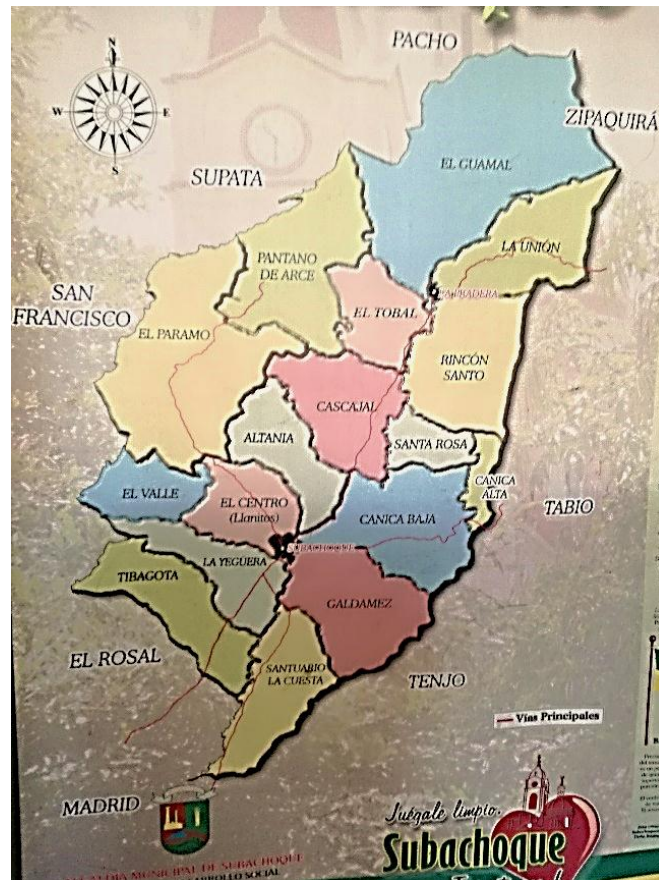 PACHO
N
W
E
S
ZIPAQUIRÁ
EL GUAMAL
SUPATA
LA UNIÓN
PANTANO
DE ARCE
SAN
FRANCISCO
EL TOBAL
EL PARAMO
RINCÓN
SANTO
CASCAJAL
ALTANIA
SANTA ROSA
CANICA
ALTA
EL VALLE
EL CENTRO
(Llanitos)
CANICA BAJA
TABIO
SUBACHOQUE
LA YEGUERA
TIBAGOTA
GALDAMEZ
EL ROSAL
SANTUARIO
LA CUESTA
TENJO
Vías Principales
MADRID
Juégale limpio.
Subachoque